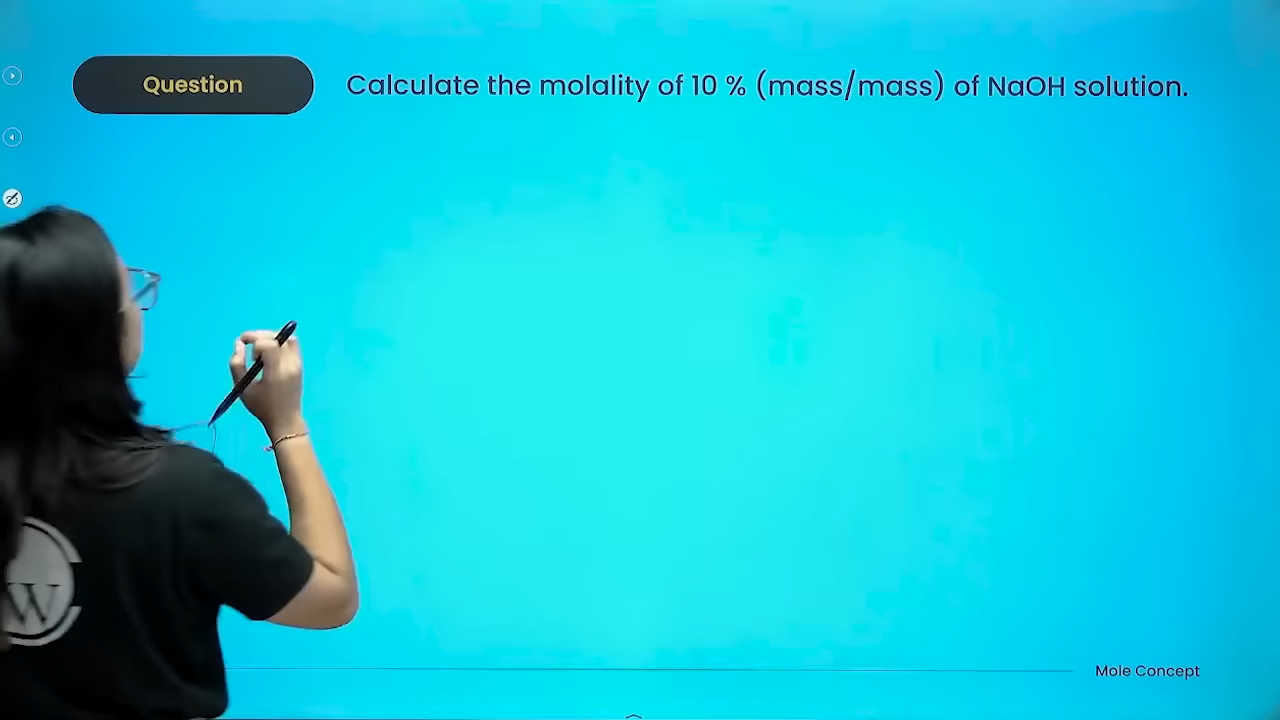 Question
Calculate the molality of 10 % (mass/mass) of NaOH solution.
W
Mole Concept